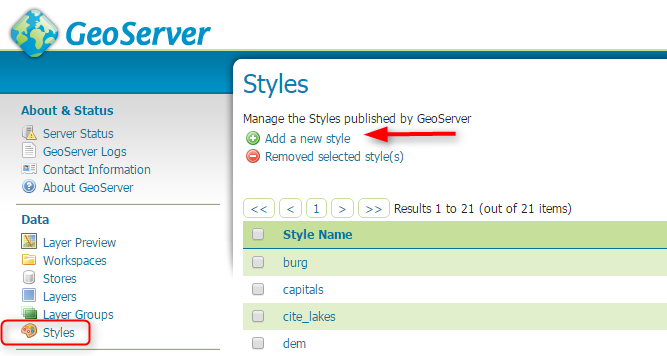 GeoServer
About & Status
Server Status
GeoServer Logs
Contact Information
About GeoServer
Data
Layer Preview
Workspaces
Stores
Layers
Layer Groups
Styles
Styles
Manage the Styles published by GeoServer
Add a new style
Removed selected style(s)
<< < 1 > >> Results 1 to 21 (out of 21 items)
Style Name
burg
capitals
cite_lakes
dem